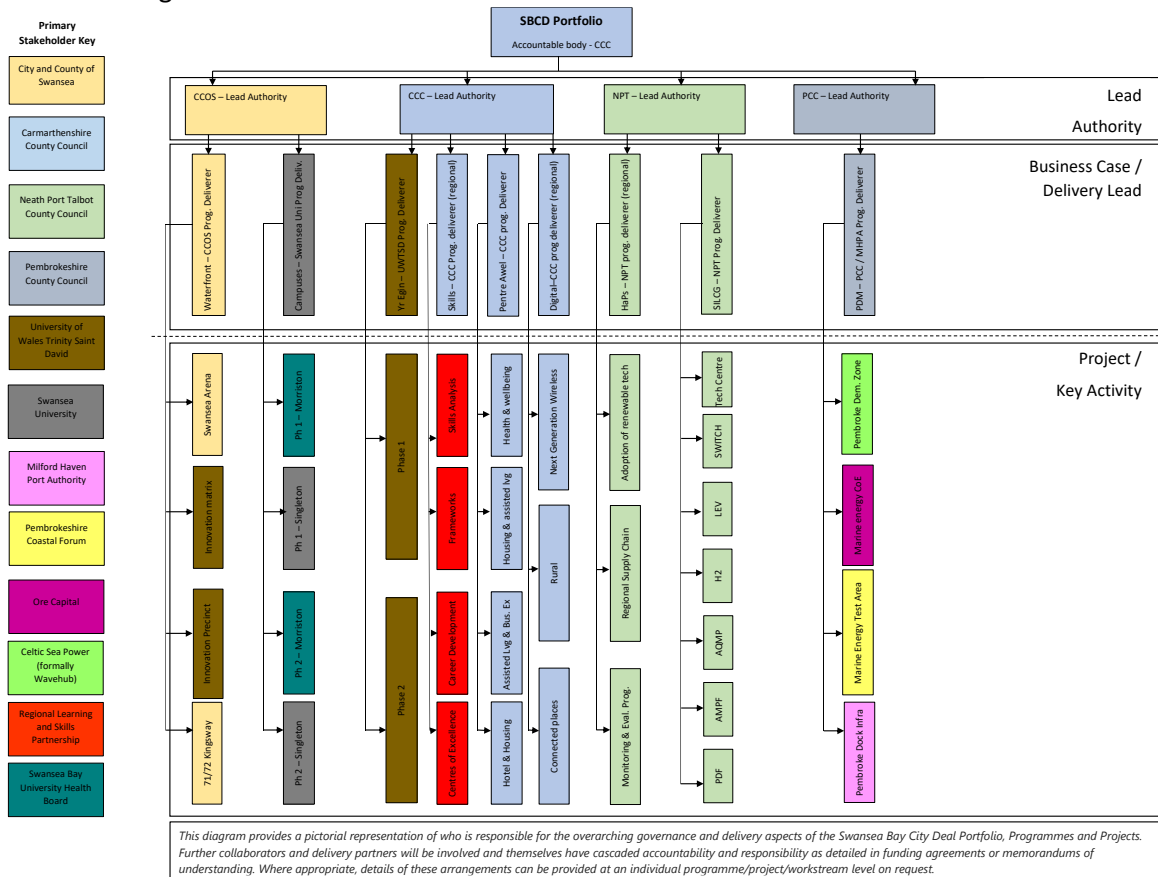 SBCD Portfolio
Accountable body - CCC
Primary
Stakeholder Key
City and County of
Swansea
Carmarthenshire
County Council
Neath Port Talbot
County Council
Pembrokeshire
County Council
University of
Wales Trinity Saint
David
Swansea
University
Milford Haven
Port Authority
Pembrokeshire
Coastal Forum
Ore Capital
Celtic Sea Power
(formally
Wavehub)
Regional Learning
and Skills
Partnership
Swansea Bay
University Health
Board
CCOS – Lead Authority
CCC – Lead Authority
NPT – Lead Authority
PCC – Lead Authority
Lead
Authority
Waterfront – CCOS Prog. Deliverer
Campuses – Swansea Uni Prog Deliv.
Yr Egin – UWTSD Prog. Deliverer
Skills – CCC Prog. deliverer (regional)
Pentre Awel – CCC prog. Deliverer
Digital–CCC prog deliverer (regional)
HaPs – NPT prog. deliverer (regional)
SILCG – NPT Prog. Deliverer
PDM – PCC / MHPA Prog. Deliverer
Business Case /
Delivery Lead
Project /
Key Activity
Swansea Arena
Innovation matrix
Innovation Precinct
71/72 Kingsway
Ph 1 – Morriston
Ph 1 – Singleton
Ph 2 – Morriston
Ph 2 – Singleton
Phase 1
Phase 2
Skills Analysis
Frameworks
Career Development
Centres of Excellence
Health & wellbeing
Housing & assisted lvg
Assisted Lvg & Bus. Ex
Hotel & Housing
Next Generation Wireless
Rural
Connected places
Adoption of renewable tech
Regional Supply Chain
Monitoring & Eval. Prog.
Tech Centre
SWITCH
LEV
H2
AQMP
AMPF
PDF
Pembroke Dem. Zone
Marine energy CoE
Marine Energy Test Area
Pembroke Dock Infra
This diagram provides a pictorial representation of who is responsible for the overarching governance and delivery aspects of the Swansea Bay City Deal Portfolio, Programmes and Projects.
Further collaborators and delivery partners will be involved and themselves have cascaded accountability and responsibility as detailed in funding agreements or memorandums of
understanding. Where appropriate, details of these arrangements can be provided at an individual programme/project/workstream level on request.